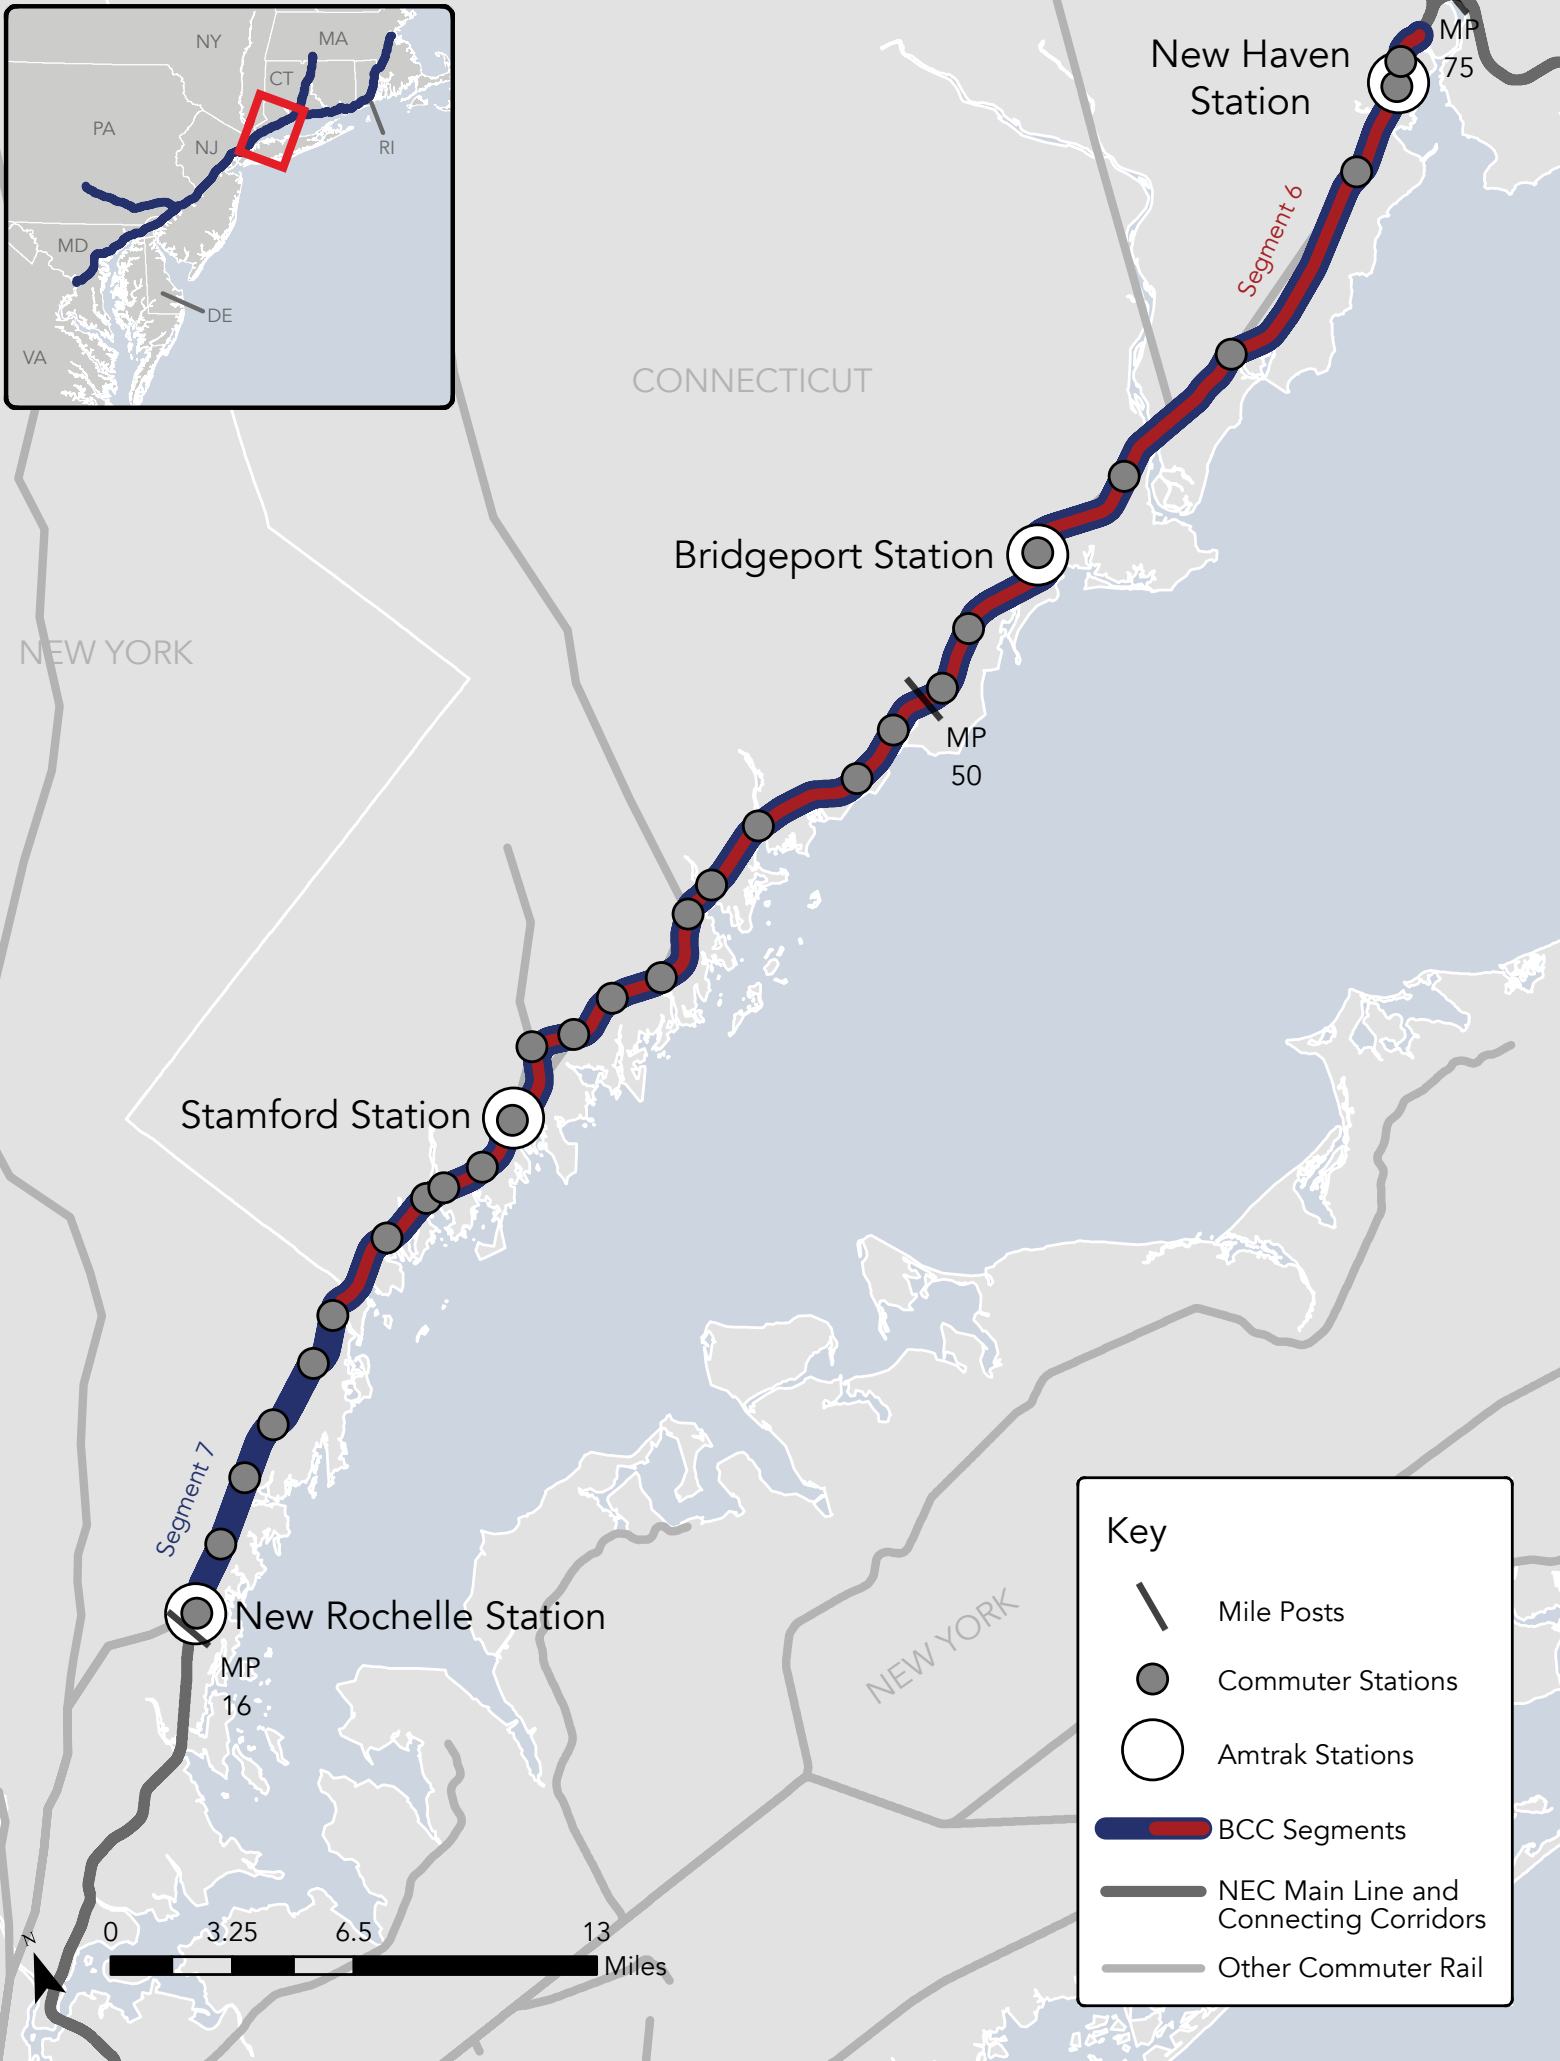 NY
MA
CT
PA
NJ
RI
MD
DE
VA
New Haven
Station
MP
75
Segment 6
CONNECTICUT
Bridgeport Station
NEW YORK
MP
50
Stamford Station
Segment 7
New Rochelle Station
MP
16
NEW YORK
Key
Mile Posts
Commuter Stations
Amtrak Stations
BCC Segments
NEC Main Line and
Connecting Corridors
Other Commuter Rail
N
0 3.25 6.5 13
Miles